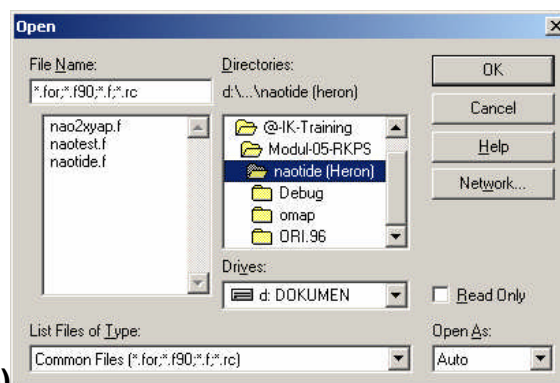 Open
File Name:
*.for;*.f90;*.f;*.rc
nao2xyap.f
naotest.f
naotide.f
Directories:
d:\...\naotide (heron)
@-IK-Training
Modul-05-RKPS
naotide (Heron)
Debug
omap
ORI.96
Drives:
d: DOKUMEN
OK
Cancel
Help
Network...
Read Only
List Files of Type:
Common Files (*.for;*.f90;*.f;*.rc)
Open As:
Auto
)